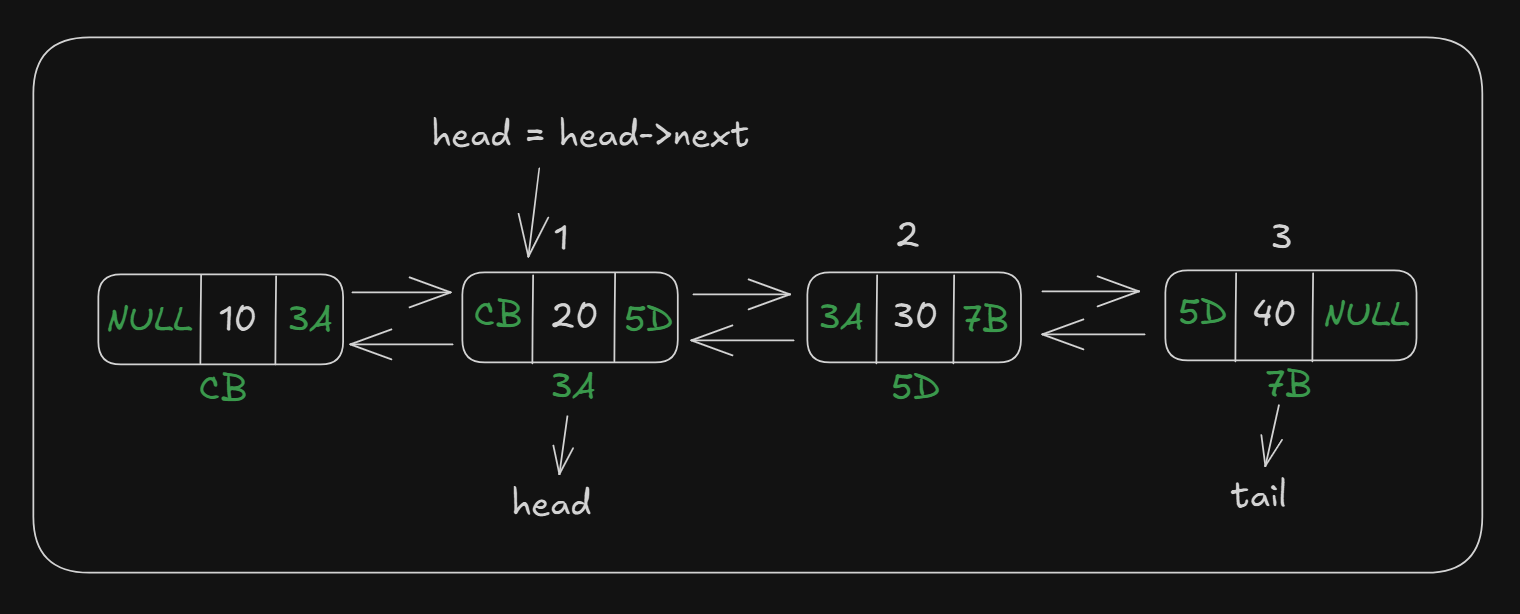 head = head->next
1 2 3
NULL 10 3A CB 20 5D 3A 30 7B 5D 40 NULL
CB 3A 5D 7B
head tail